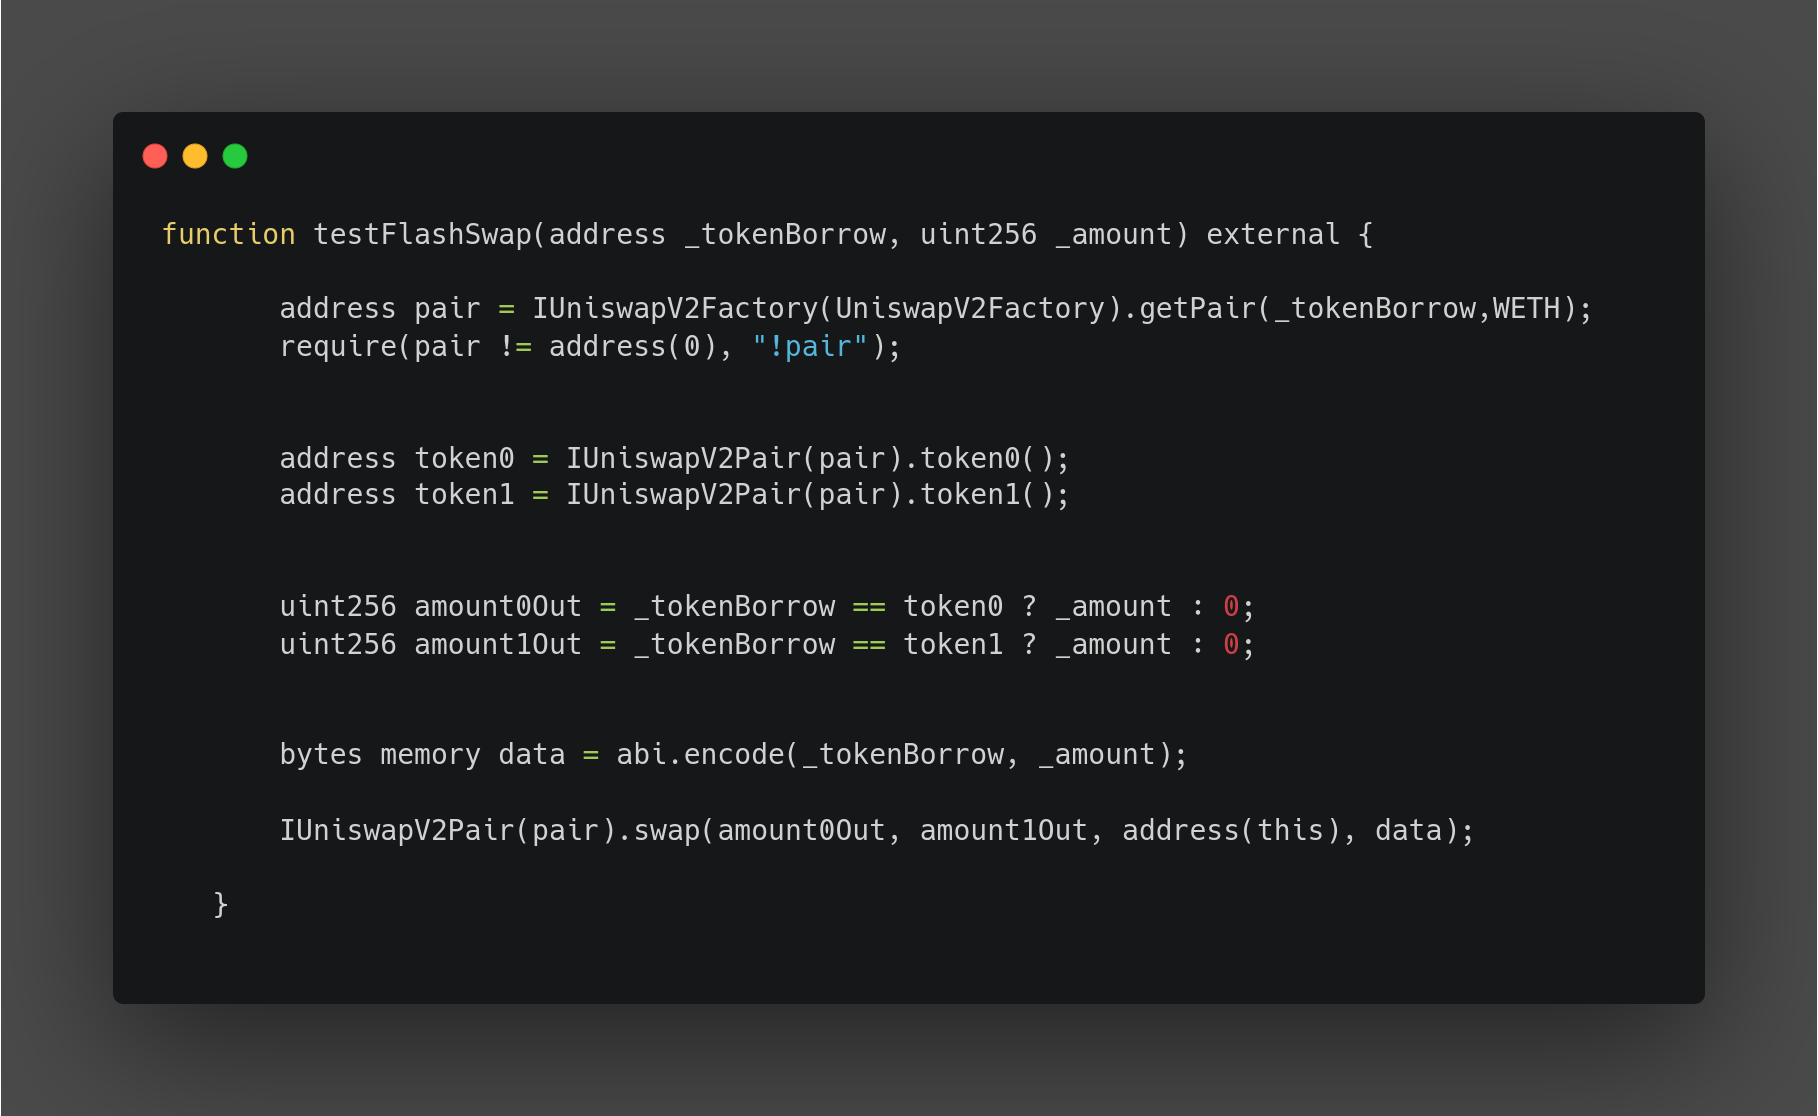 function testFlashSwap(address _tokenBorrow, uint256 _amount) external {
address pair = IUniswapV2Factory(UniswapV2Factory).getPair(_tokenBorrow,WETH);
require(pair != address(0), "!pair");
address token0 = IUniswapV2Pair(pair).token0();
address token1 = IUniswapV2Pair(pair).token1();
uint256 amount0Out = _tokenBorrow == token0 ? _amount : 0;
uint256 amount1Out = _tokenBorrow == token1 ? _amount : 0;
bytes memory data = abi.encode(_tokenBorrow, _amount);
IUniswapV2Pair(pair).swap(amount0Out, amount1Out, address(this), data);
}